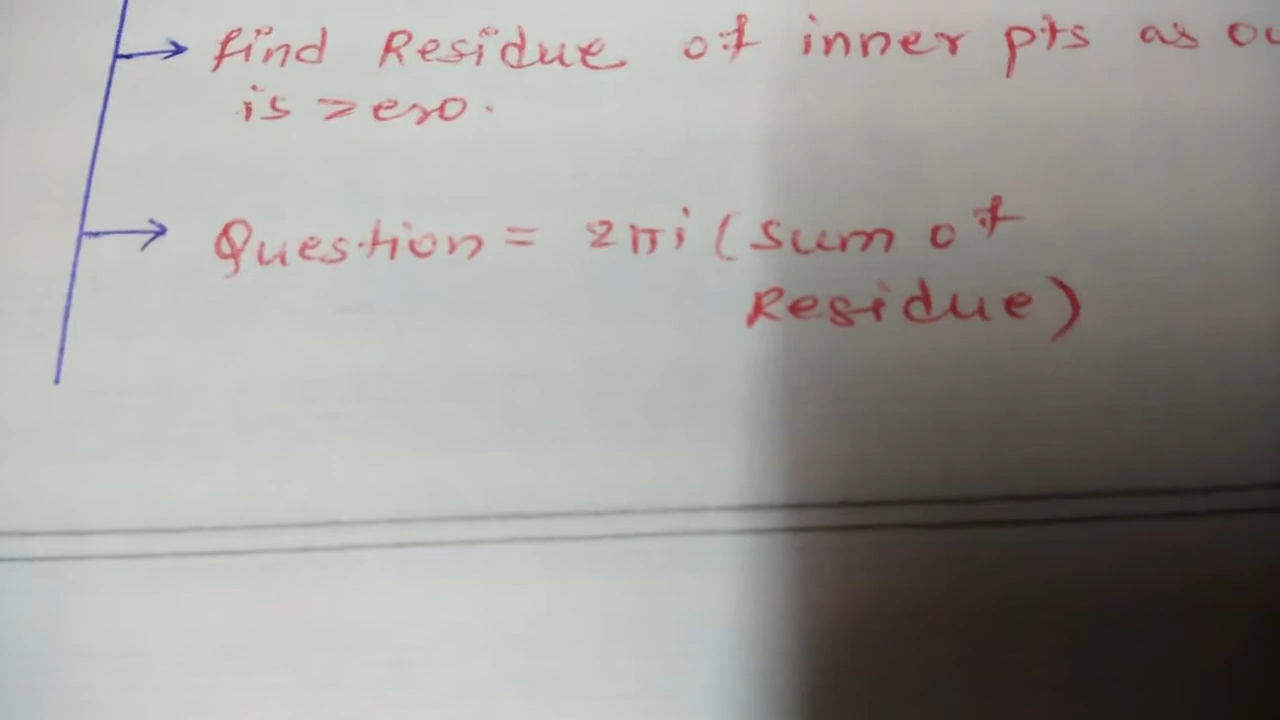 find Residue of inner pts as
is zero.
Question = 2πi (Sum of
Residue)